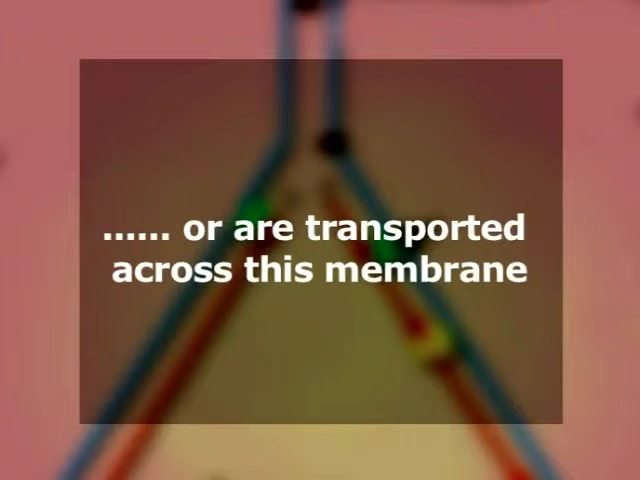 ...... or are transported
across this membrane